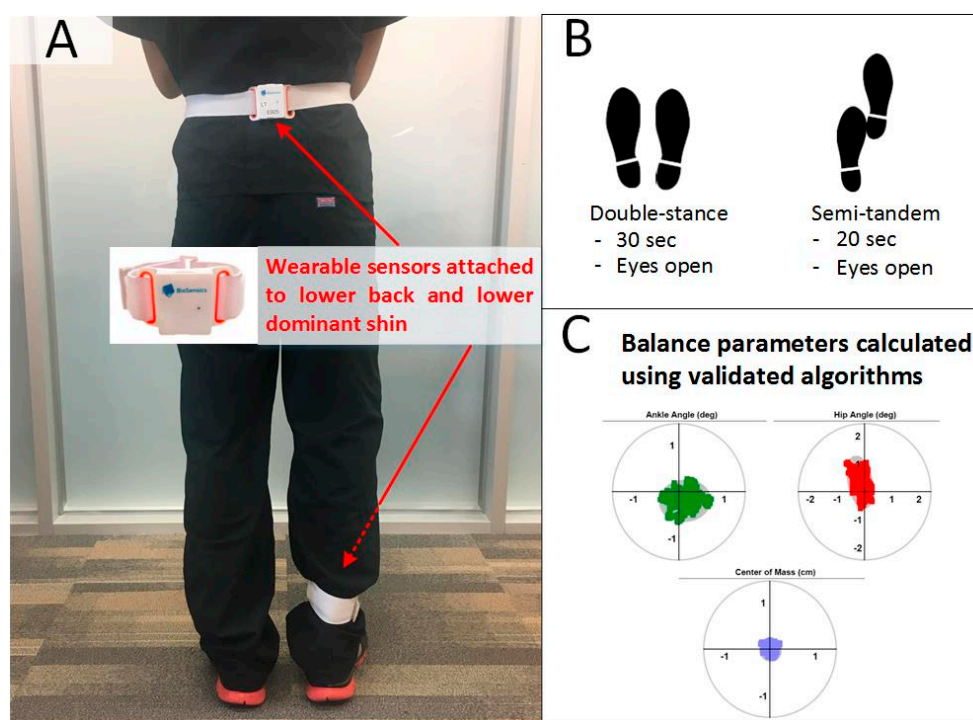 A
BioSensics
LT
Wearable sensors attached
to lower back and lower
dominant shin
BioSensics
B
Double-stance
- 30 sec
- Eyes open
Semi-tandem
- 20 sec
- Eyes open
C
Balance parameters calculated
using validated algorithms
Ankle Angle (deg)
1
-1
1
-1
Hip Angle (deg)
2
-2
-1
1
2
-1
-2
Center of Mass (cm)
1
-1
1
-1